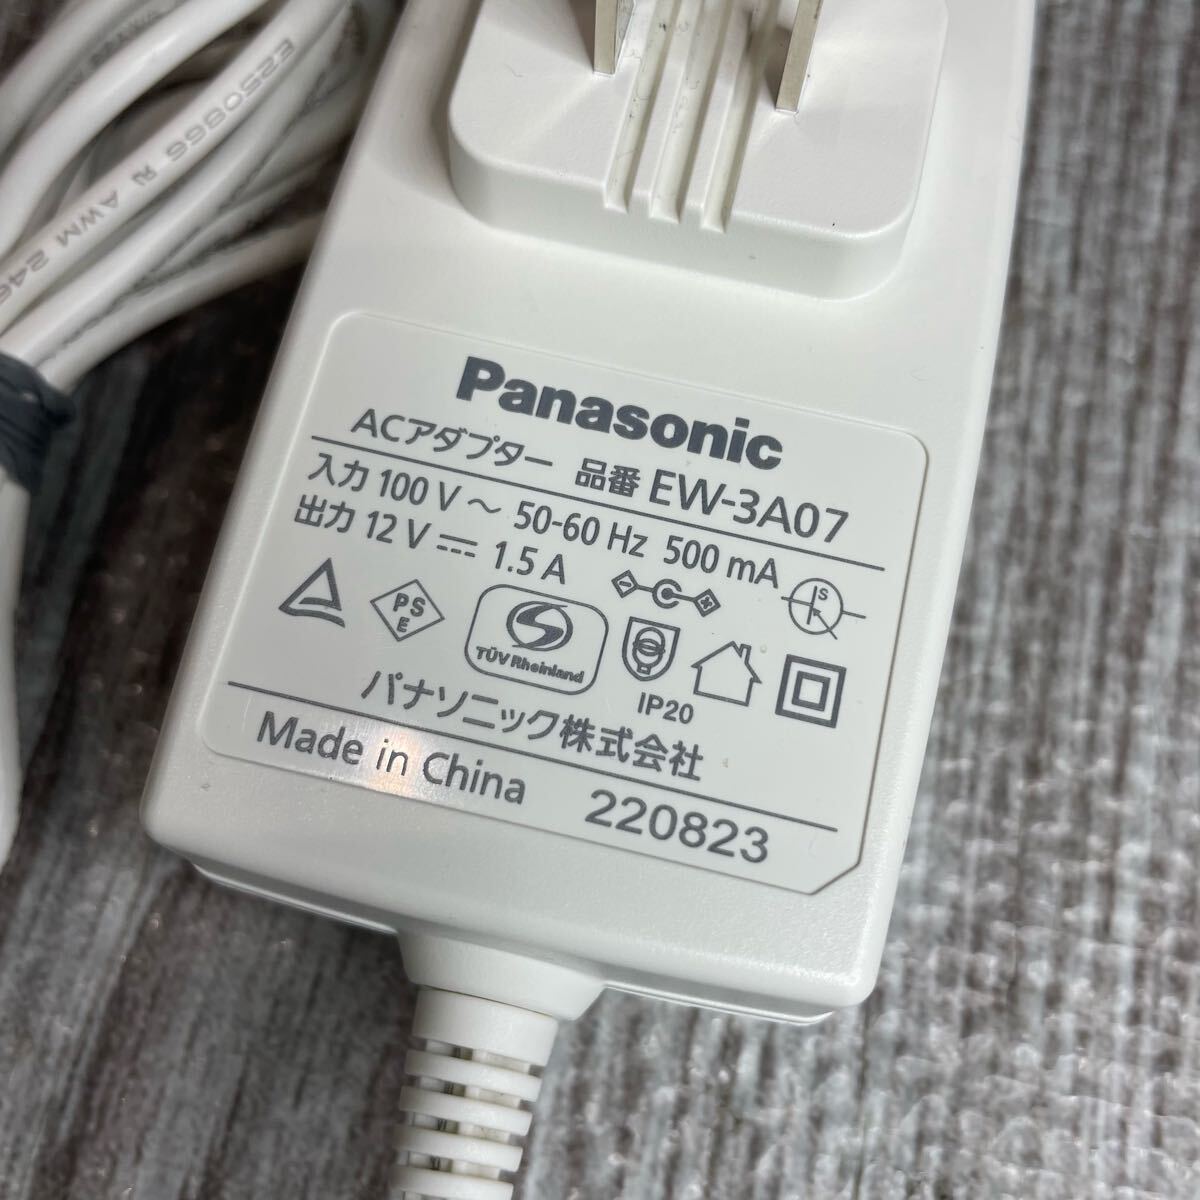 E250866 AWM 246
Panasonic
ACアダプター 品番 EW-3A07
入力 100 V ～ 50-60 Hz 500 mA
出力 12 V ⎓ 1.5 A
S
PS
E
TÜV Rheinland
IP20
パナソニック株式会社
Made in China 220823